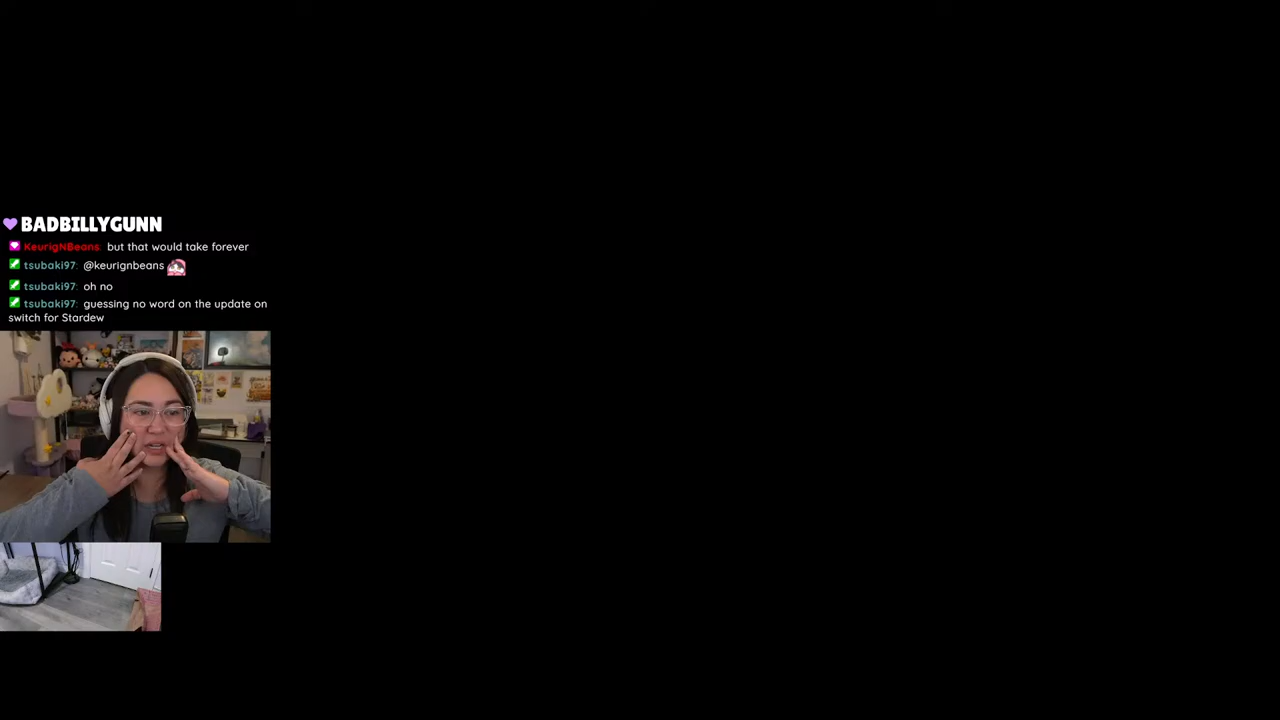 BADBILLYGUNN
KeurigNBeans: but that would take forever
tsubaki97: @keurignbeans
tsubaki97: oh no
tsubaki97: guessing no word on the update on
switch for Stardew